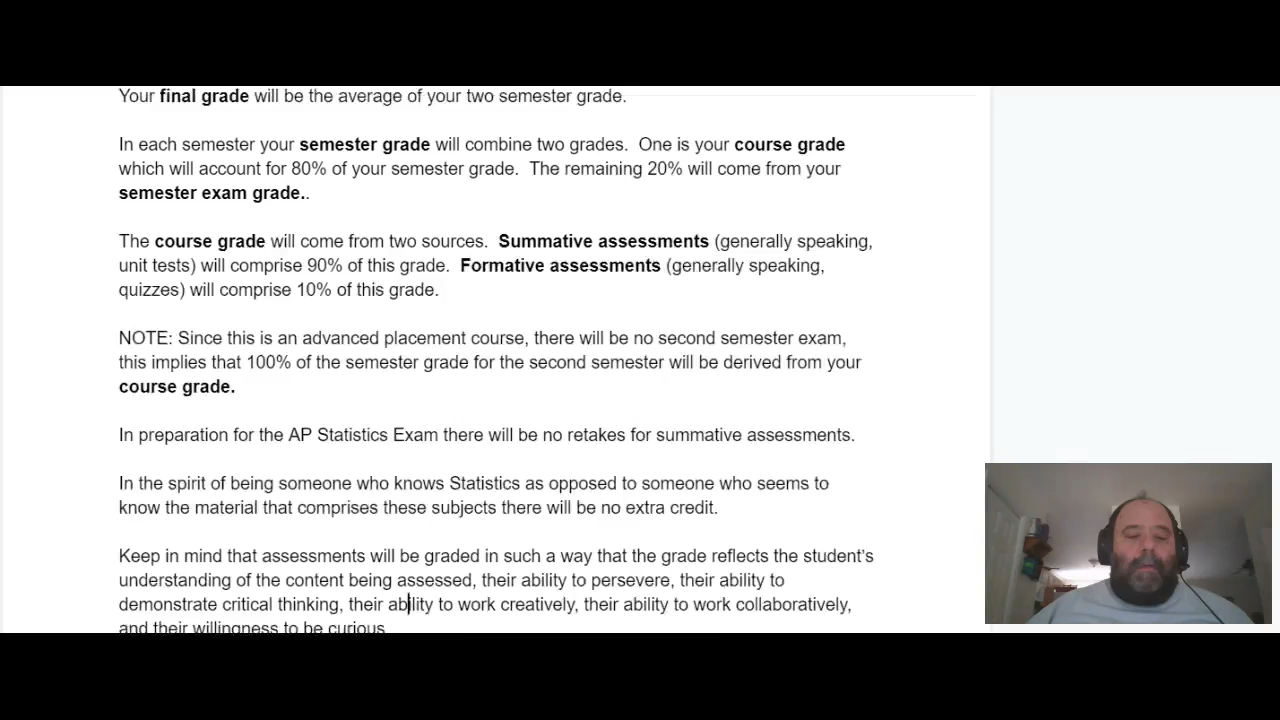 Your final grade will be the average of your two semester grade.
In each semester your semester grade will combine two grades.  One is your course grade
which will account for 80% of your semester grade.  The remaining 20% will come from your
semester exam grade..
The course grade will come from two sources.  Summative assessments (generally speaking,
unit tests) will comprise 90% of this grade.  Formative assessments (generally speaking,
quizzes) will comprise 10% of this grade.
NOTE: Since this is an advanced placement course, there will be no second semester exam,
this implies that 100% of the semester grade for the second semester will be derived from your
course grade.
In preparation for the AP Statistics Exam there will be no retakes for summative assessments.
In the spirit of being someone who knows Statistics as opposed to someone who seems to
know the material that comprises these subjects there will be no extra credit.
Keep in mind that assessments will be graded in such a way that the grade reflects the student’s
understanding of the content being assessed, their ability to persevere, their ability to
demonstrate critical thinking, their ability to work creatively, their ability to work collaboratively,
and their willingness to be curious